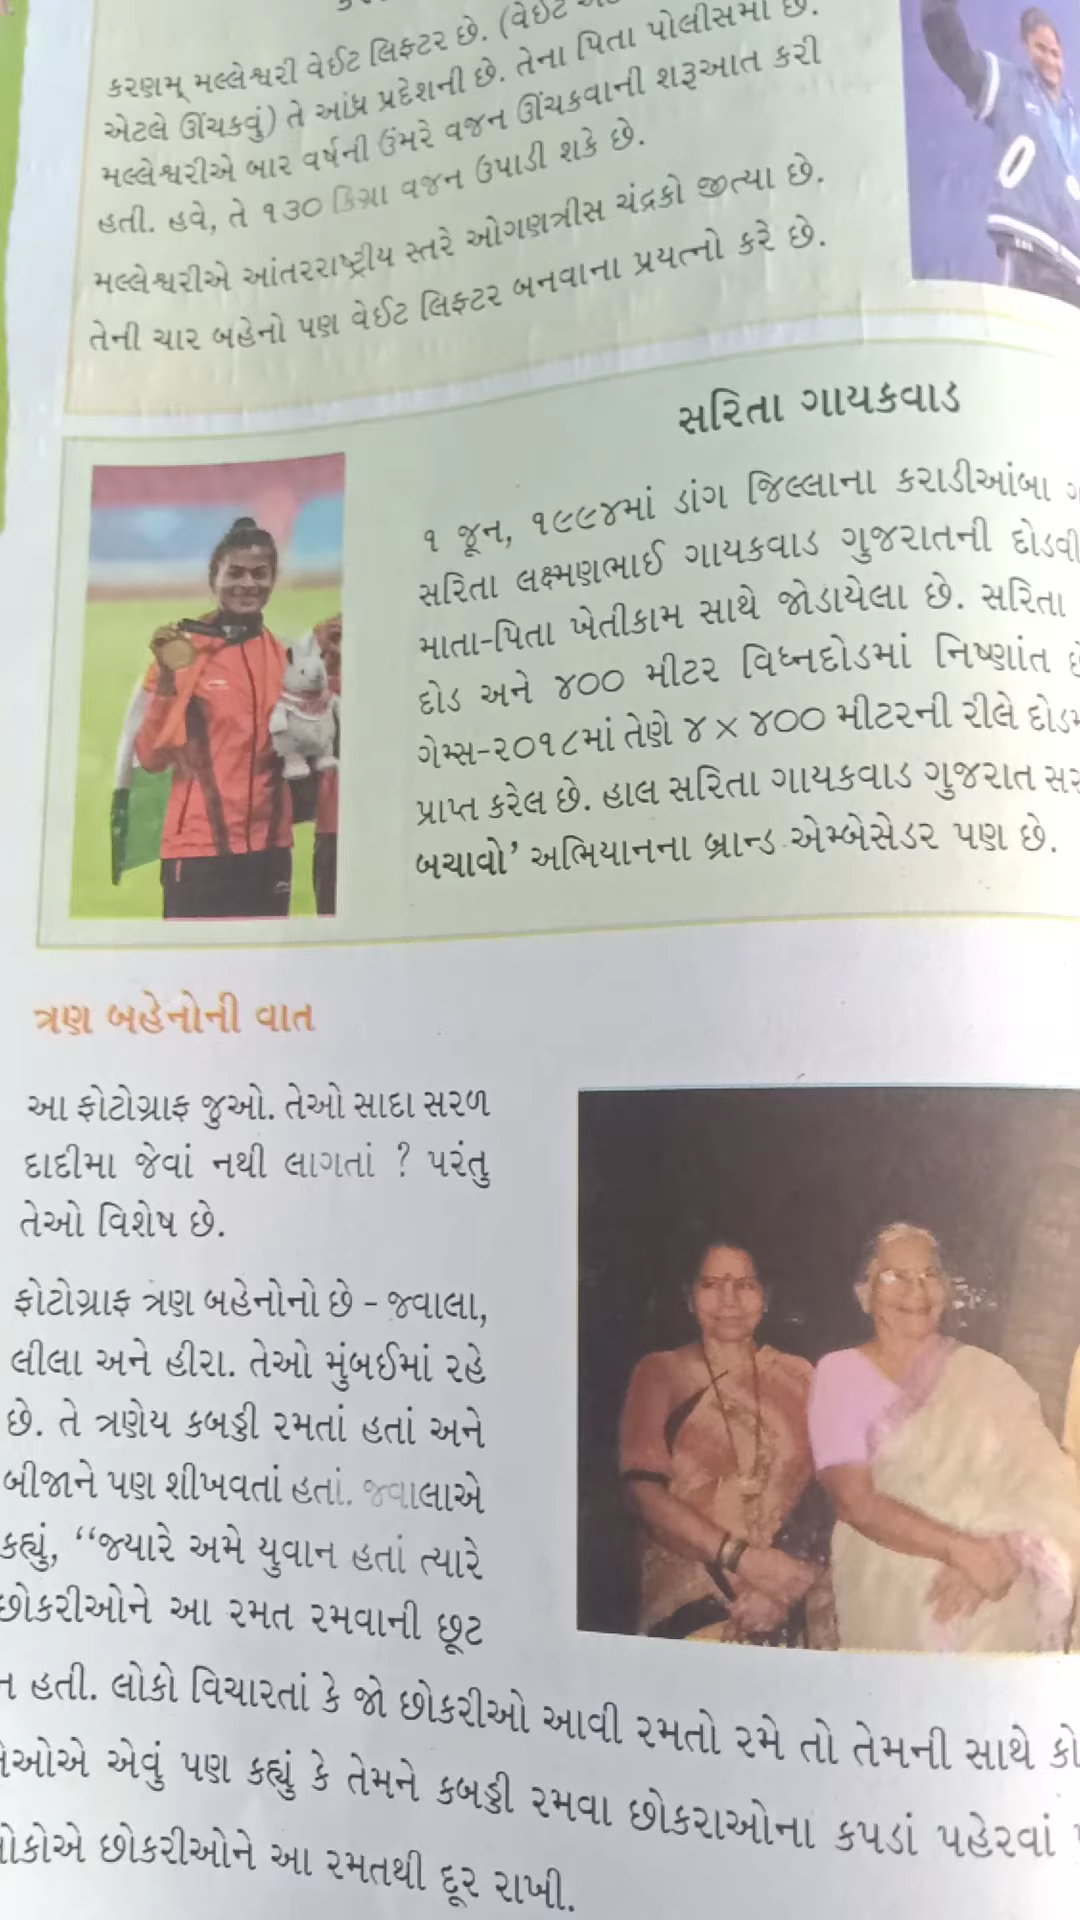 કરણમ્ મલ્લેશ્વરી વેઈટ લિફ્ટર છે. (વેઈટ
એટલે ઊંચકવું) તે આંધ્ર પ્રદેશની છે. તેના પિતા પોલીસમાં છે.
મલ્લેશ્વરીએ બાર વર્ષની ઉંમરે વજન ઊંચકવાની શરૂઆત કરી
હતી. હવે, તે ૧૩૦ કિગ્રા વજન ઉપાડી શકે છે.
મલ્લેશ્વરીએ આંતરરાષ્ટ્રીય સ્તરે ઓગણત્રીસ ચંદ્રકો જીત્યા છે.
તેની ચાર બહેનો પણ વેઈટ લિફ્ટર બનવાના પ્રયત્નો કરે છે.
સરિતા ગાયકવાડ
૧ જૂન, ૧૯૯૪માં ડાંગ જિલ્લાના કરાડીઆંબા
સરિતા લક્ષ્મણભાઈ ગાયકવાડ ગુજરાતની દોડવી
માતા-પિતા ખેતીકામ સાથે જોડાયેલા છે. સરિતા
દોડ અને ૪૦૦ મીટર વિઘ્નદોડમાં નિષ્ણાંત
ગેમ્સ-૨૦૧૮માં તેણે ૪ × ૪૦૦ મીટરની રીલે
પ્રાપ્ત કરેલ છે. હાલ સરિતા ગાયકવાડ ગુજરાત
બચાવો’ અભિયાનના બ્રાન્ડ એમ્બેસેડર પણ છે.
ત્રણ બહેનોની વાત
આ ફોટોગ્રાફ જુઓ. તેઓ સાદા સરળ
દાદીમા જેવાં નથી લાગતાં ? પરંતુ
તેઓ વિશેષ છે.
ફોટોગ્રાફ ત્રણ બહેનોનો છે - જ્વાલા,
લીલા અને હીરા. તેઓ મુંબઈમાં રહે
છે. તે ત્રણેય કબડ્ડી રમતાં હતાં અને
બીજાને પણ શીખવતાં હતાં. જ્વાલાએ
કહ્યું, “જ્યારે અમે યુવાન હતાં ત્યારે
છોકરીઓને આ રમત રમવાની છૂટ
ન હતી. લોકો વિચારતાં કે જો છોકરીઓ આવી રમતો રમે તો તેમની સાથે
એવું પણ કહ્યું કે તેમને કબડ્ડી રમવા છોકરાઓના કપડાં પહેરવાં
છોકરીઓને આ રમતથી દૂર રાખી.